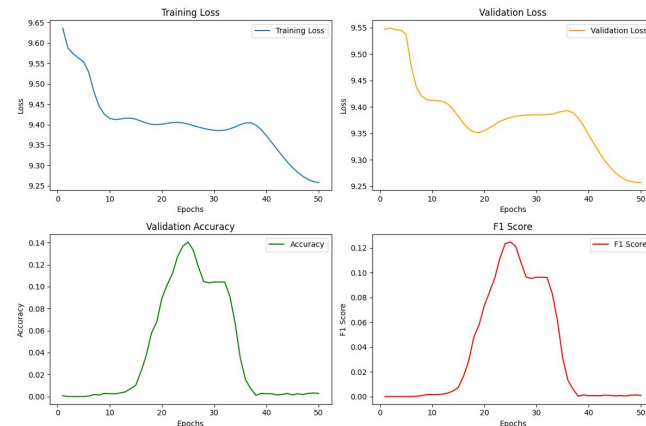 Training Loss
Training Loss
9.65
9.60
9.55
9.50
9.45
9.40
9.35
9.30
9.25
Loss
0 10 20 30 40 50
Epochs
Validation Loss
Validation Loss
9.55
9.50
9.45
9.40
9.35
9.30
9.25
Loss
0 10 20 30 40 50
Epochs
Validation Accuracy
Accuracy
0.14
0.12
0.10
0.08
0.06
0.04
0.02
0.00
Accuracy
0 10 20 30 40 50
Epochs
F1 Score
F1 Score
0.12
0.10
0.08
0.06
0.04
0.02
0.00
F1 Score
0 10 20 30 40 50
Epochs